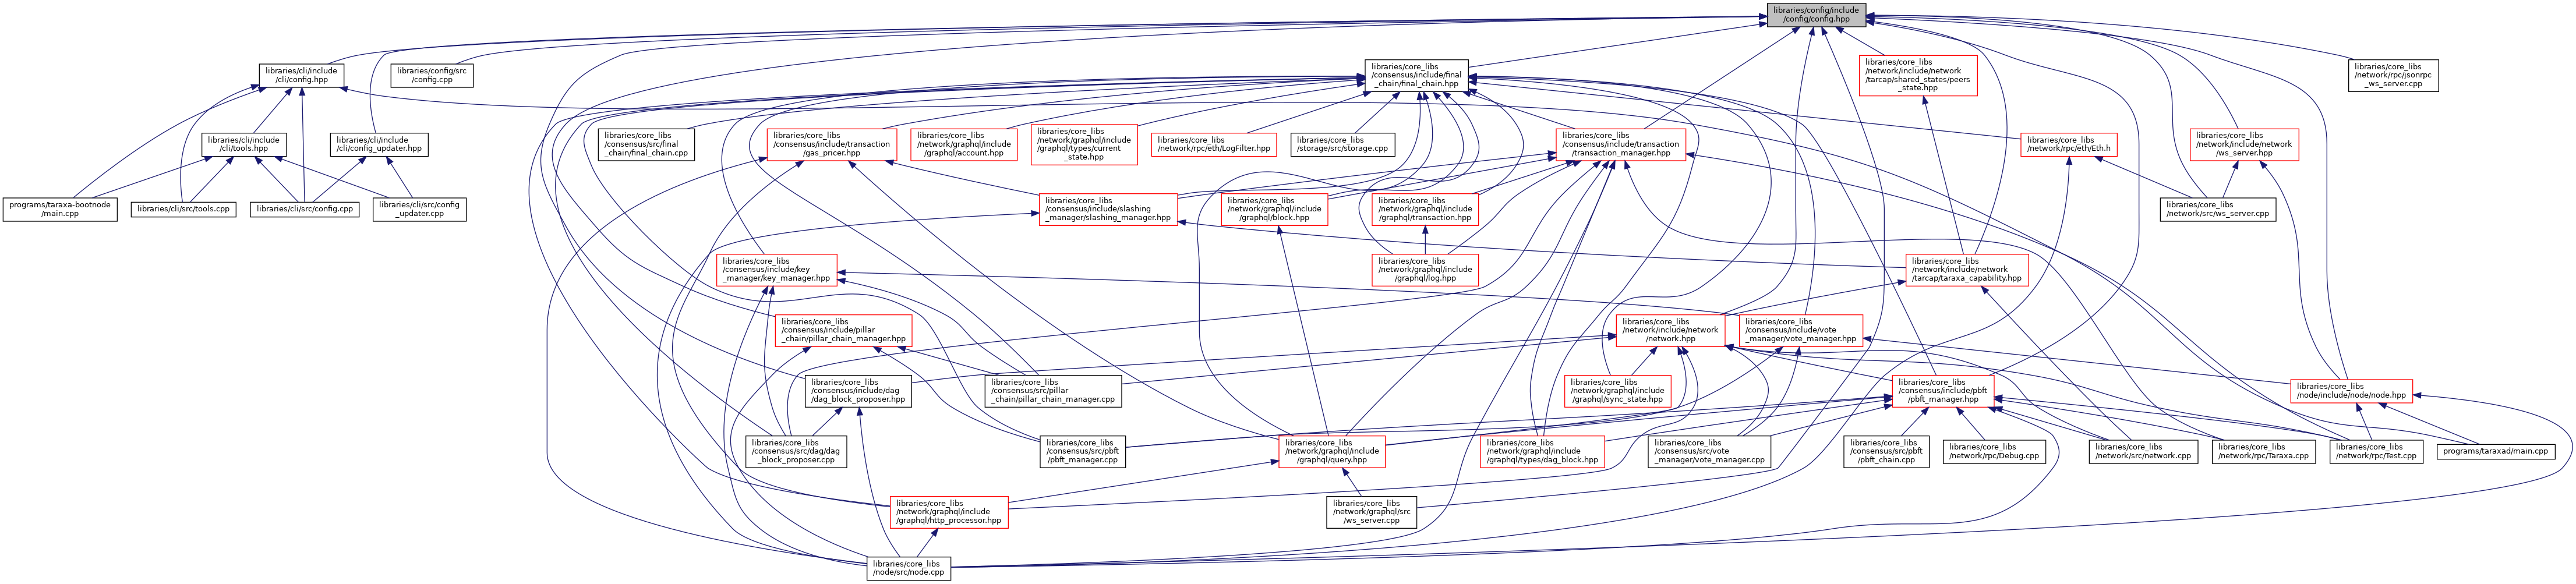 libraries/config/include
/config/config.hpp
libraries/cli/include
/cli/config.hpp
libraries/config/src
/config.cpp
libraries/core_libs
/consensus/include/final
_chain/final_chain.hpp
libraries/core_libs
/network/include/network
/tarcap/shared_states/peers
_state.hpp
libraries/core_libs
/network/rpc/jsonrpc
_ws_server.cpp
libraries/cli/include
/cli/tools.hpp
libraries/cli/include
/cli/config_updater.hpp
libraries/core_libs
/consensus/src/final
_chain/final_chain.cpp
libraries/core_libs
/consensus/include/transaction
/gas_pricer.hpp
libraries/core_libs
/network/graphql/include
/graphql/account.hpp
libraries/core_libs
/network/graphql/include
/graphql/types/current
_state.hpp
libraries/core_libs
/network/rpc/eth/LogFilter.hpp
libraries/core_libs
/storage/src/storage.cpp
libraries/core_libs
/consensus/include/transaction
/transaction_manager.hpp
libraries/core_libs
/network/rpc/eth/Eth.h
libraries/core_libs
/network/include/network
/ws_server.hpp
programs/taraxa-bootnode
/main.cpp
libraries/cli/src/tools.cpp
libraries/cli/src/config.cpp
libraries/cli/src/config
_updater.cpp
libraries/core_libs
/consensus/include/slashing
_manager/slashing_manager.hpp
libraries/core_libs
/network/graphql/include
/graphql/block.hpp
libraries/core_libs
/network/graphql/include
/graphql/transaction.hpp
libraries/core_libs
/network/src/ws_server.cpp
libraries/core_libs
/consensus/include/key
_manager/key_manager.hpp
libraries/core_libs
/network/graphql/include
/graphql/log.hpp
libraries/core_libs
/network/include/network
/tarcap/taraxa_capability.hpp
libraries/core_libs
/consensus/include/pillar
_chain/pillar_chain_manager.hpp
libraries/core_libs
/network/include/network
/network.hpp
libraries/core_libs
/consensus/include/vote
_manager/vote_manager.hpp
libraries/core_libs
/consensus/include/dag
/dag_block_proposer.hpp
libraries/core_libs
/consensus/src/pillar
_chain/pillar_chain_manager.cpp
libraries/core_libs
/network/graphql/include
/graphql/sync_state.hpp
libraries/core_libs
/consensus/include/pbft
/pbft_manager.hpp
libraries/core_libs
/node/include/node/node.hpp
libraries/core_libs
/consensus/src/dag/dag
_block_proposer.cpp
libraries/core_libs
/consensus/src/pbft
/pbft_manager.cpp
libraries/core_libs
/network/graphql/include
/graphql/query.hpp
libraries/core_libs
/network/graphql/include
/graphql/types/dag_block.hpp
libraries/core_libs
/consensus/src/vote
_manager/vote_manager.cpp
libraries/core_libs
/consensus/src/pbft
/pbft_chain.cpp
libraries/core_libs
/network/rpc/Debug.cpp
libraries/core_libs
/network/src/network.cpp
libraries/core_libs
/network/rpc/Taraxa.cpp
libraries/core_libs
/network/rpc/Test.cpp
programs/taraxad/main.cpp
libraries/core_libs
/network/graphql/include
/graphql/http_processor.hpp
libraries/core_libs
/network/graphql/src
/ws_server.cpp
libraries/core_libs
/node/src/node.cpp